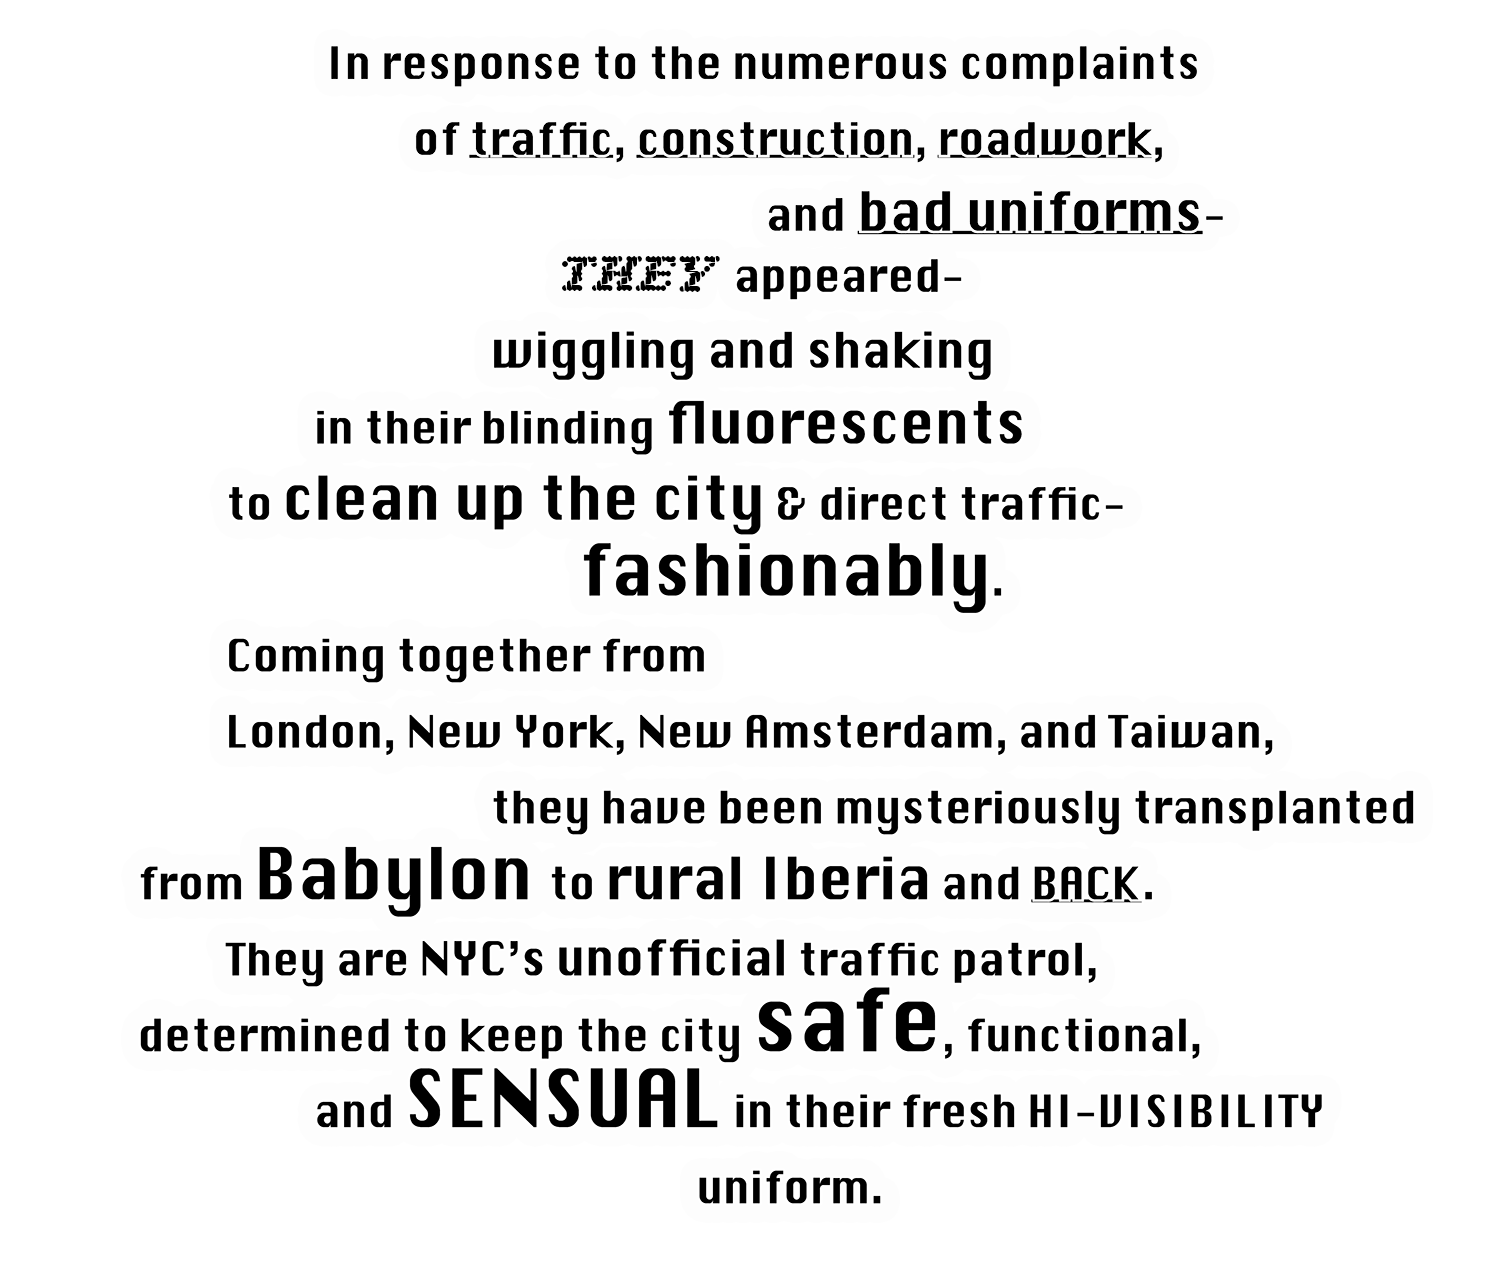 In response to the numerous complaints
of traffic, construction, roadwork,
and bad uniforms-
THEY appeared-
wiggling and shaking
in their blinding fluorescents
to clean up the city & direct traffic-
fashionably.
Coming together from
London, New York, New Amsterdam, and Taiwan,
they have been mysteriously transplanted
from Babylon to rural Iberia and BACK.
They are NYC’s unofficial traffic patrol,
determined to keep the city safe, functional,
and SENSUAL in their fresh HI-VISIBILITY
uniform.